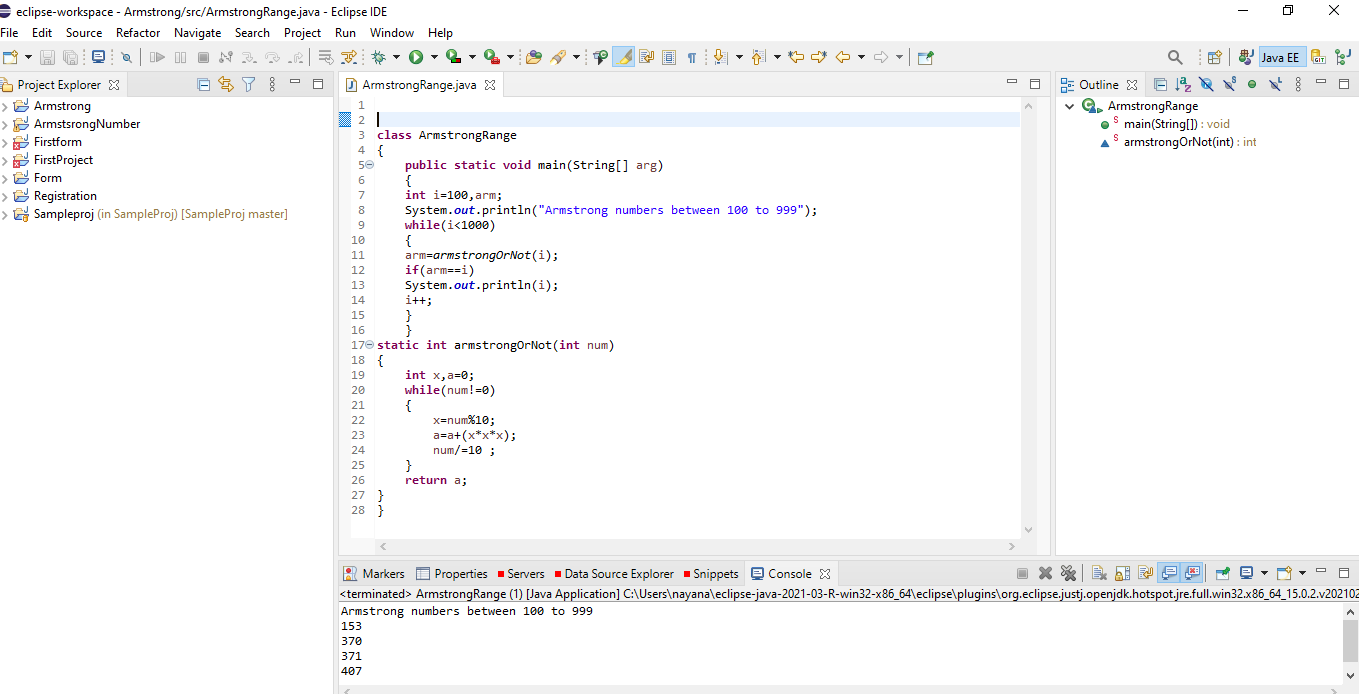 eclipse-workspace - Armstrong/src/ArmstrongRange.java - Eclipse IDE
File Edit Source Refactor Navigate Search Project Run Window Help
Java EE
Project Explorer
Armstrong
ArmstsrongNumber
Firstform
FirstProject
Form
Registration
Sampleproj (in SampleProj) [SampleProj master]
ArmstrongRange.java
1
2
3 class ArmstrongRange
4 {
5 public static void main(String[] arg)
6 {
7 int i=100,arm;
8 System.out.println("Armstrong numbers between 100 to 999");
9 while(i<1000)
10 {
11 arm=armstrongOrNot(i);
12 if(arm==i)
13 System.out.println(i);
14 i++;
15 }
16 }
17 static int armstrongOrNot(int num)
18 {
19 int x,a=0;
20 while(num!=0)
21 {
22 x=num%10;
23 a=a+(x*x*x);
24 num/=10 ;
25 }
26 return a;
27 }
28 }
Outline
ArmstrongRange
main(String[]) : void
armstrongOrNot(int) : int
Markers Properties Servers Data Source Explorer Snippets Console
<terminated> ArmstrongRange (1) [Java Application] C:\Users\nayana\eclipse-java-2021-03-R-win32-x86_64\eclipse\plugins\org.eclipse.justj.openjdk.hotspot.jre.full.win32.x86_64_15.0.2.v202102
Armstrong numbers between 100 to 999
153
370
371
407